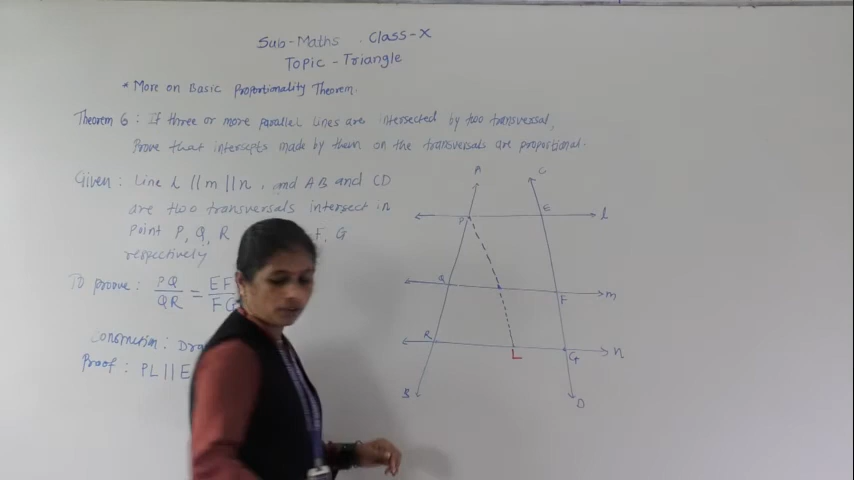 Sub-Maths . Class-X
Topic - Triangle
* More on Basic Proportionality Theorem.
Theorem 6 : If three or more parallel lines are intersected by two transversal,
Prove that intercepts made by them on the transversals are proportional.
Given : Line l || m || n , and AB and CD
are two transversals intersect in
Point P, Q, R F, G
respectively
To proove : PQ/QR = EF/FG
Construction : Dra
Proof : PL || E
A C
P E l
Q F m
R L G n
B D